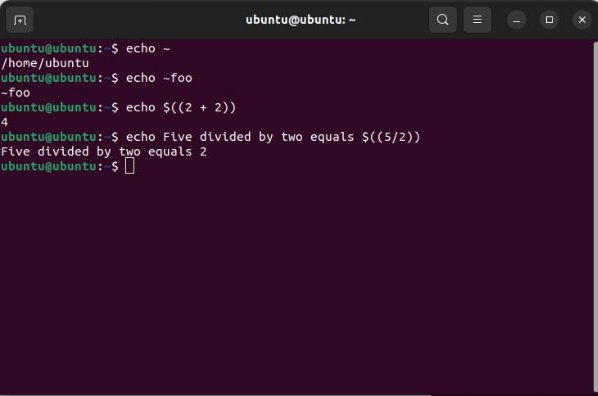 ubuntu@ubuntu: ~
ubuntu@ubuntu:~$ echo ~
/home/ubuntu
ubuntu@ubuntu:~$ echo ~foo
~foo
ubuntu@ubuntu:~$ echo $((2 + 2))
4
ubuntu@ubuntu:~$ echo Five divided by two equals $((5/2))
Five divided by two equals 2
ubuntu@ubuntu:~$